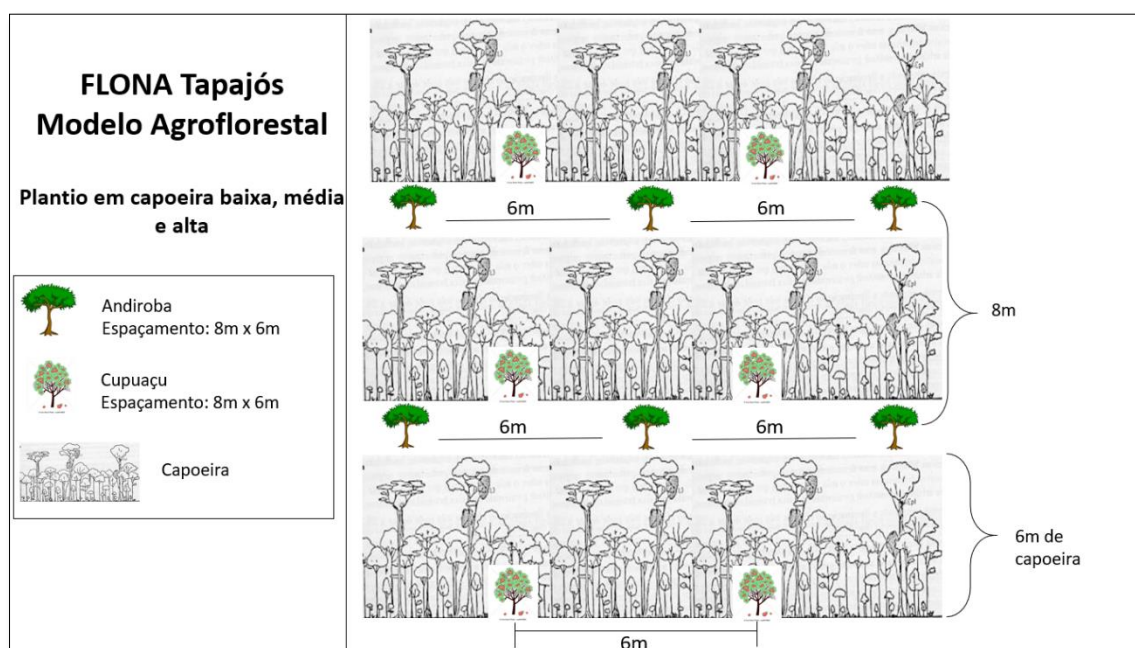 FLONA Tapajós
Modelo Agroflorestal
Plantio em capoeira baixa, média
e alta
Andiroba
Espaçamento: 8m x 6m
Cupuaçu
Espaçamento: 8m x 6m
Capoeira
6m
6m
8m
6m
6m
6m de
capoeira
6m